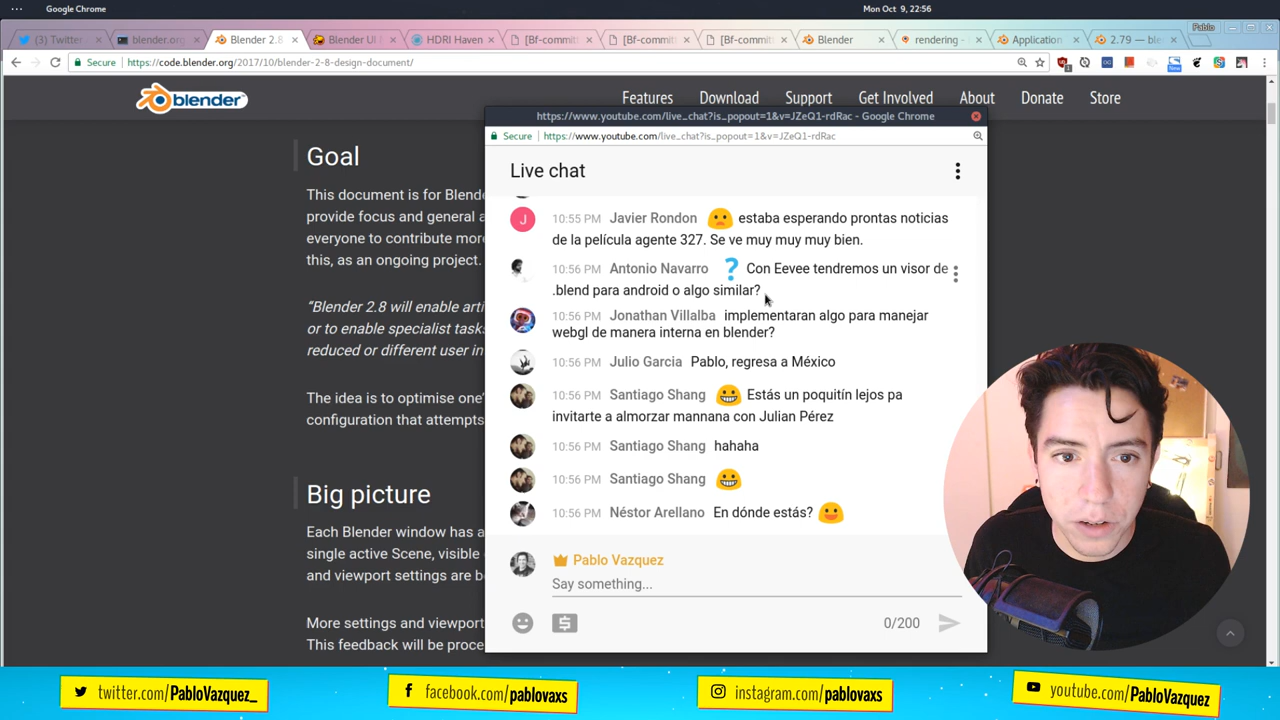 Google Chrome
Mon Oct 9, 22:56
Pablo
(3) Twitter
blender.org
Blender 2.8
Blender UI
HDRI Haven
[Bf-committ
[Bf-committ
[Bf-committ
Blender
rendering -
Application
2.79 — ble
Secure
https://code.blender.org/2017/10/blender-2-8-design-document/
blender
Features
Download
Support
Get Involved
About
Donate
Store
https://www.youtube.com/live_chat?is_popout=1&v=JZeQ1-rdRac - Google Chrome
Secure
https://www.youtube.com/live_chat?is_popout=1&v=JZeQ1-rdRac
Goal
This document is for Blende
provide focus and general a
everyone to contribute more
this, as an ongoing project.
"Blender 2.8 will enable artis
or to enable specialist tasks
reduced or different user in
The idea is to optimise one'
configuration that attempts
Big picture
Each Blender window has a
single active Scene, visible
and viewport settings are be
More settings and viewport
This feedback will be proce
Live chat
J
10:55 PM Javier Rondon estaba esperando prontas noticias
de la película agente 327. Se ve muy muy muy bien.
10:56 PM Antonio Navarro ❓ Con Eevee tendremos un visor de
.blend para android o algo similar?
10:56 PM Jonathan Villalba implementaran algo para manejar
webgl de manera interna en blender?
10:56 PM Julio Garcia Pablo, regresa a México
10:56 PM Santiago Shang Estás un poquitín lejos pa
invitarte a almorzar mannana con Julian Pérez
10:56 PM Santiago Shang hahaha
10:56 PM Santiago Shang
10:56 PM Néstor Arellano En dónde estás?
Pablo Vazquez
Say something...
0/200
twitter.com/PabloVazquez_
facebook.com/pablovaxs
instagram.com/pablovaxs
youtube.com/PabloVazquez